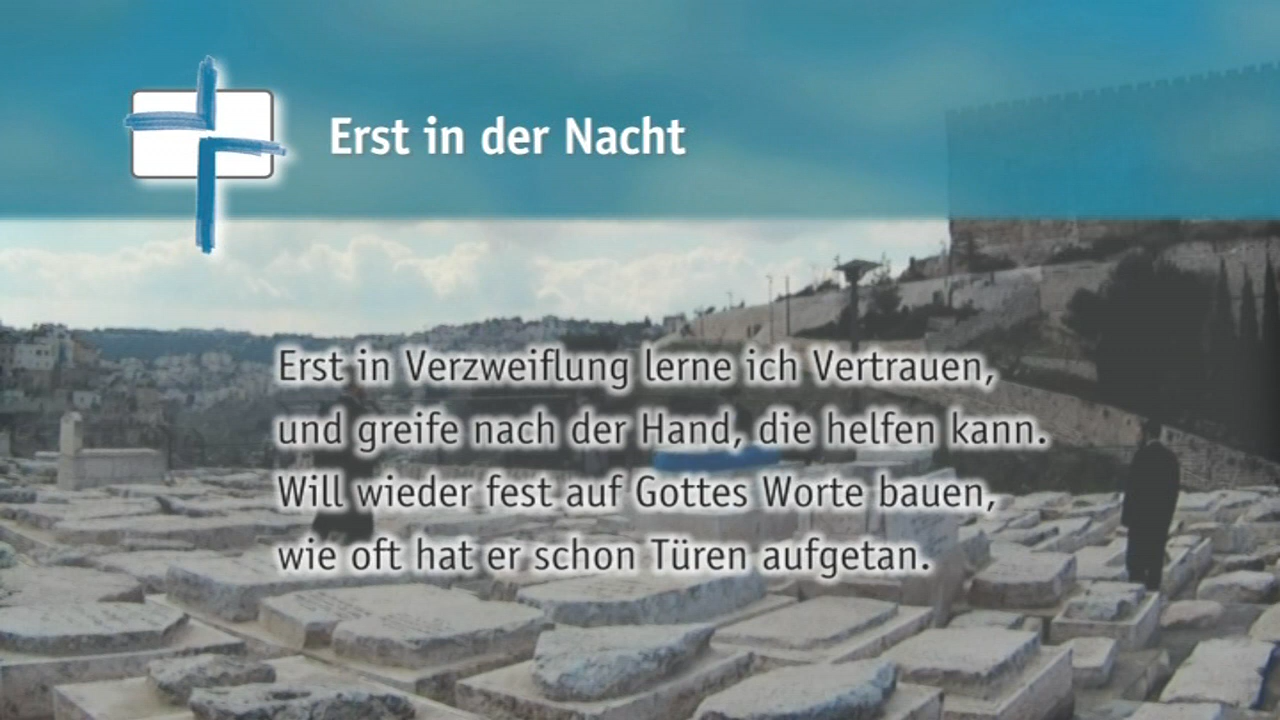 Erst in der Nacht
Erst in Verzweiflung lerne ich Vertrauen,
und greife nach der Hand, die helfen kann.
Will wieder fest auf Gottes Worte bauen,
wie oft hat er schon Türen aufgetan.